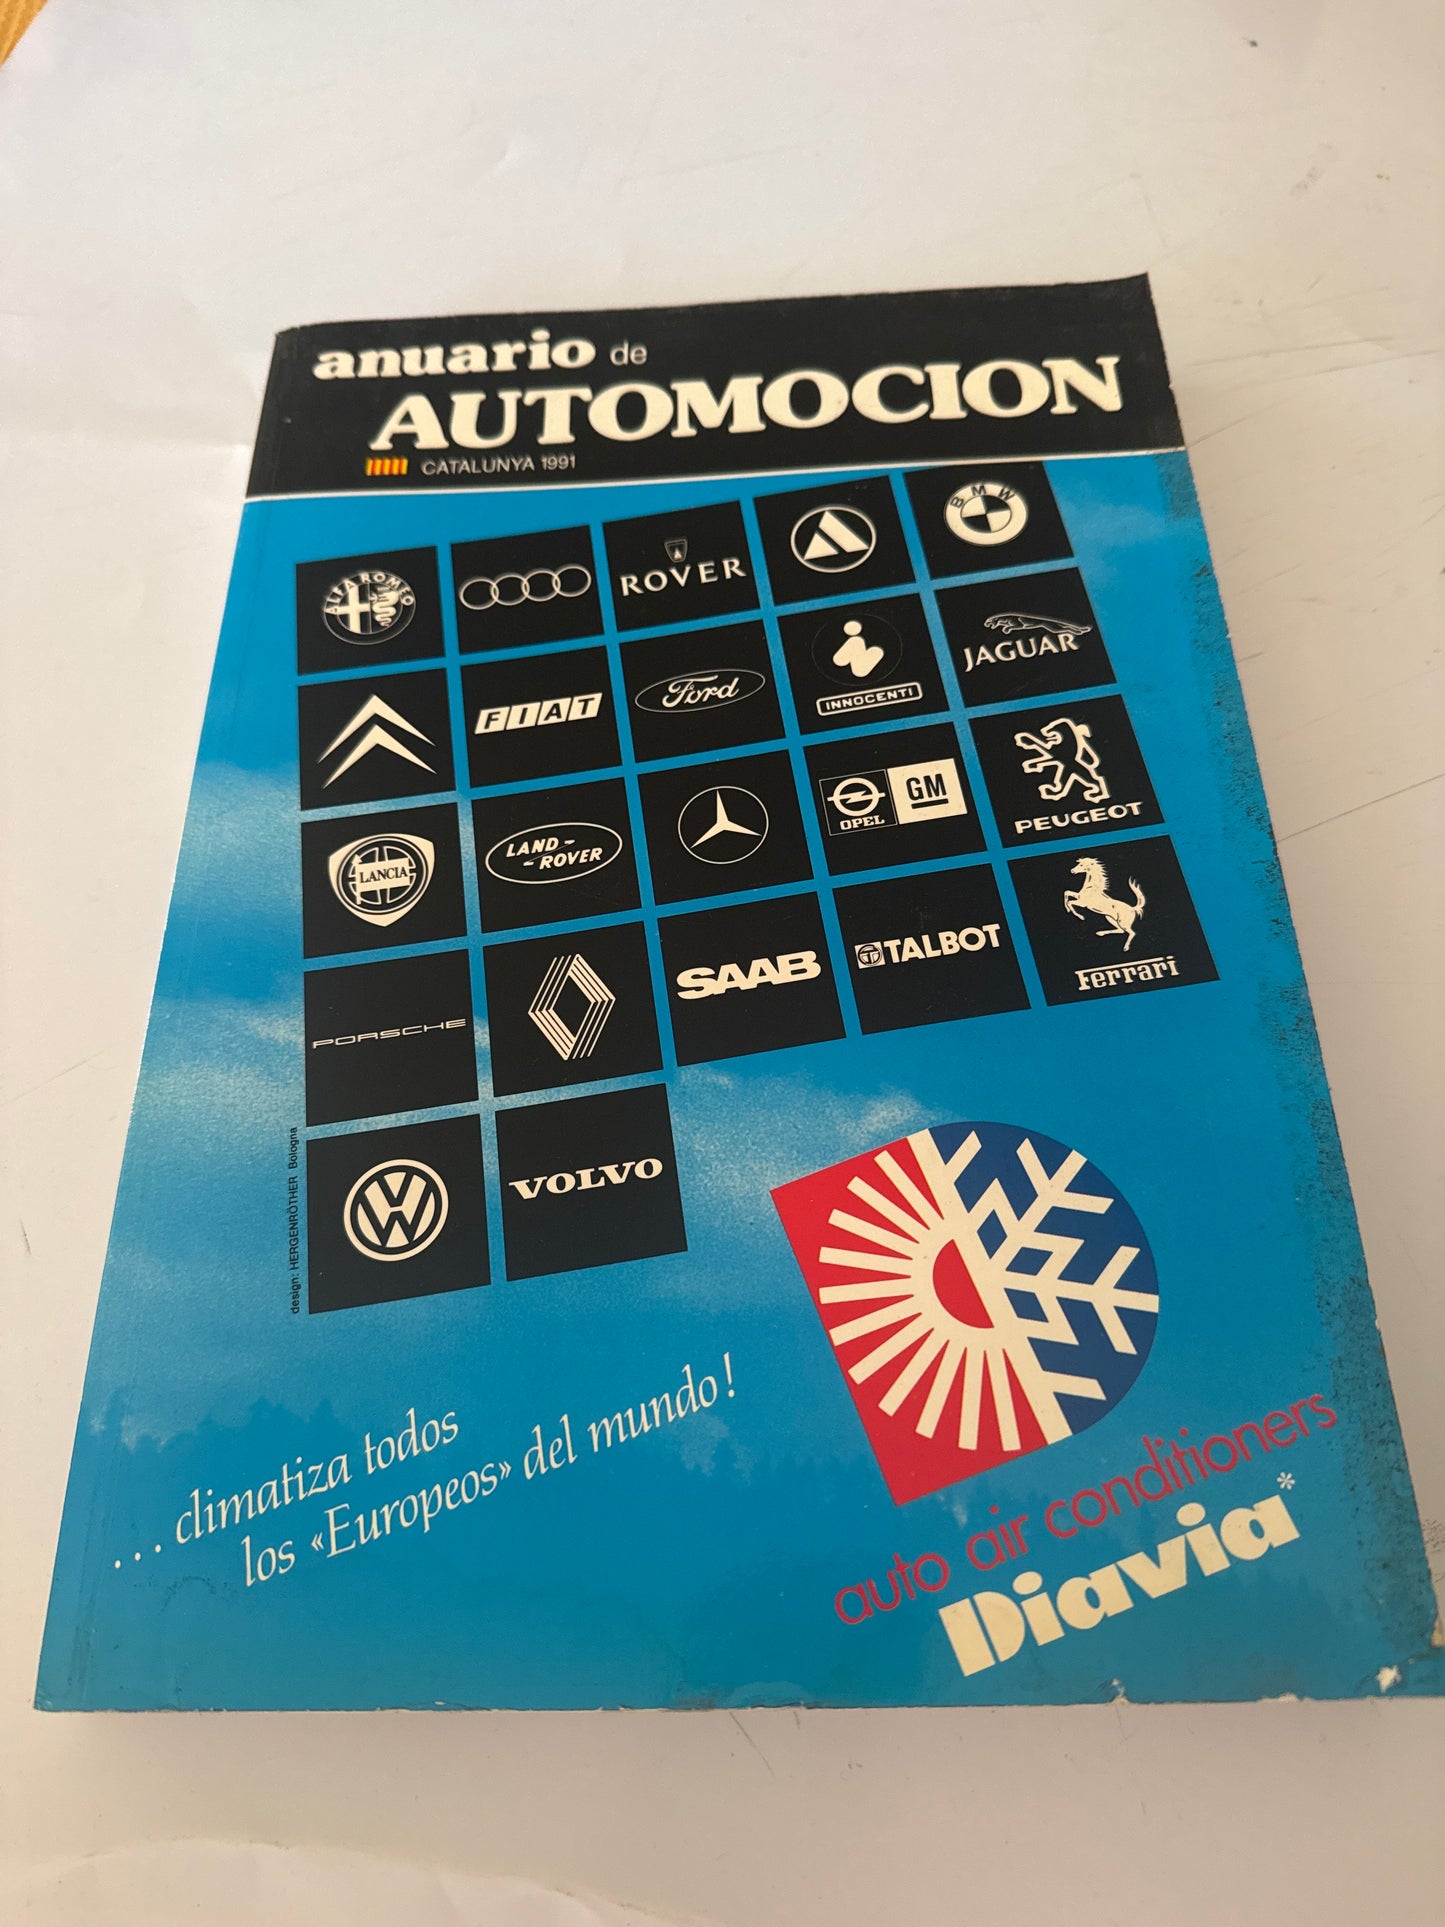 anuario de
AUTOMOCION
CATALUNYA 1991
ALFA ROMEO
ROVER
BMW
FIAT
Ford
INNOCENTI
JAGUAR
LANCIA
LAND-
-ROVER
OPEL
GM
PEUGEOT
PORSCHE
SAAB
TALBOT
Ferrari
VW
VOLVO
design: HERGENRÖTHER Bologna
... climatiza todos
los «Europeos» del mundo!
auto air conditioners
Diavia*